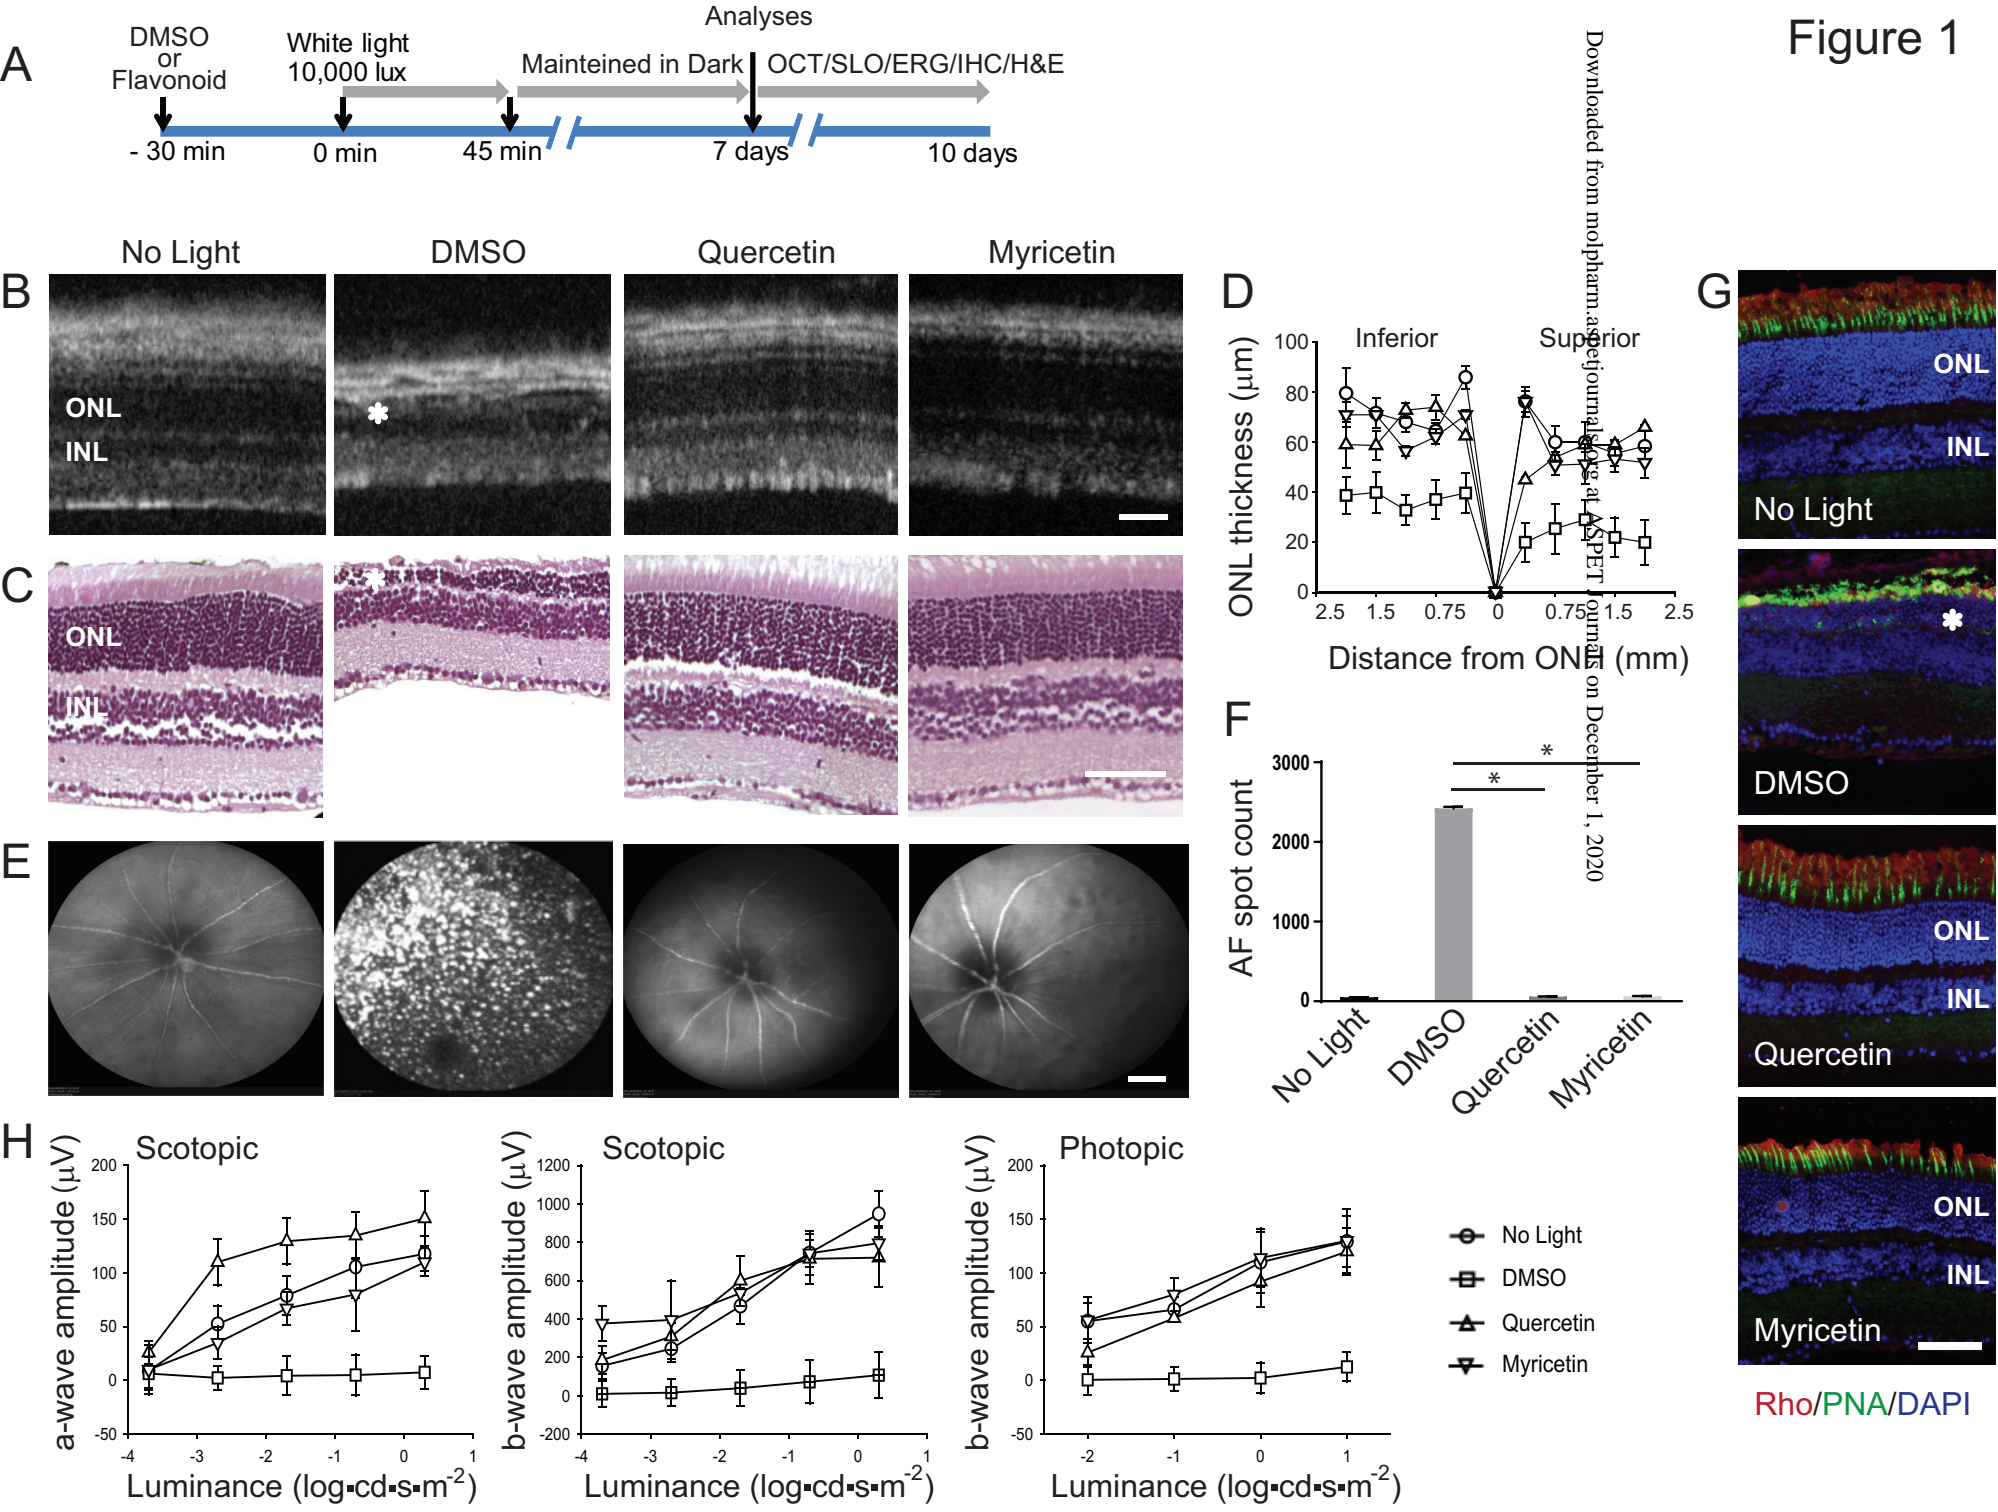 Figure 1
A
DMSO
or
Flavonoid
White light
10,000 lux
Mainteined in Dark
Analyses
OCT/SLO/ERG/IHC/H&E
- 30 min
0 min
45 min
7 days
10 days
No Light
DMSO
Quercetin
Myricetin
B
ONL
INL
C
ONL
INL
E
D
ONL thickness (µm)
Inferior
Superior
100
80
60
40
20
0
2.5 1.5 0.75 0 0.75 1.5 2.5
Distance from ONH (mm)
F
AF spot count
3000
2000
1000
0
*
*
No Light
DMSO
Quercetin
Myricetin
G
ONL
INL
No Light
DMSO
ONL
INL
Quercetin
ONL
INL
Myricetin
Rho/PNA/DAPI
H
Scotopic
a-wave amplitude (µV)
200
150
100
50
0
-50
-4 -3 -2 -1 0 1
Luminance (log▪cd▪s▪m-2)
Scotopic
b-wave amplitude (µV)
1200
1000
800
600
400
200
0
-200
-4 -3 -2 -1 0 1
Luminance (log▪cd▪s▪m-2)
Photopic
b-wave amplitude (µV)
200
150
100
50
0
-50
-2 -1 0 1
Luminance (log▪cd▪s▪m-2)
No Light
DMSO
Quercetin
Myricetin
Downloaded from molpharm.aspetjournals.org at ASPET Journals on December 1, 2020